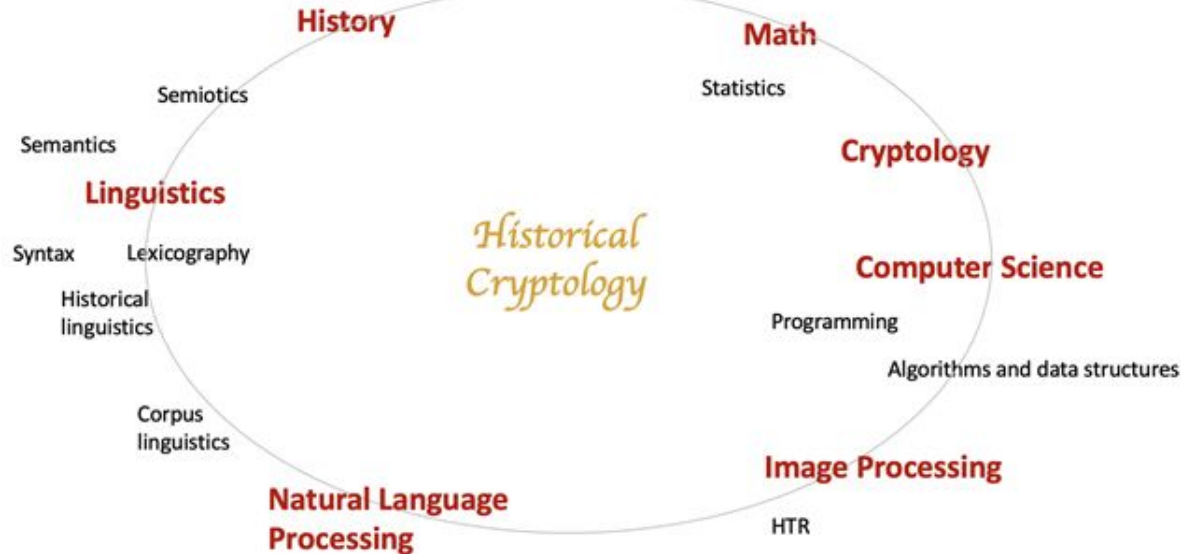 History
Math
Semiotics
Statistics
Semantics
Cryptology
Linguistics
Historical
Cryptology
Syntax
Lexicography
Computer Science
Historical
linguistics
Programming
Algorithms and data structures
Corpus
linguistics
Image Processing
Natural Language
Processing
HTR